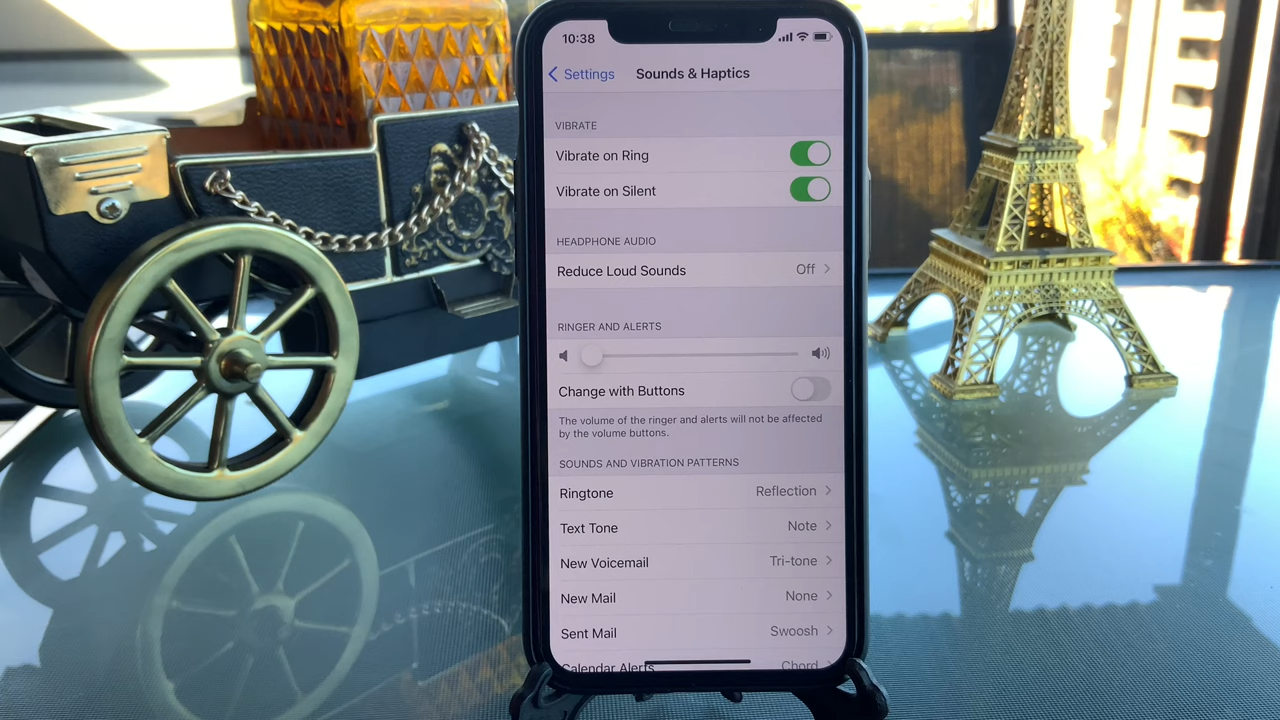 10:38
Settings Sounds & Haptics
VIBRATE
Vibrate on Ring
Vibrate on Silent
HEADPHONE AUDIO
Reduce Loud Sounds Off
RINGER AND ALERTS
Change with Buttons
The volume of the ringer and alerts will not be affected
by the volume buttons.
SOUNDS AND VIBRATION PATTERNS
Ringtone Reflection
Text Tone Note
New Voicemail Tri-tone
New Mail None
Sent Mail Swoosh
Calendar Alerts Chord